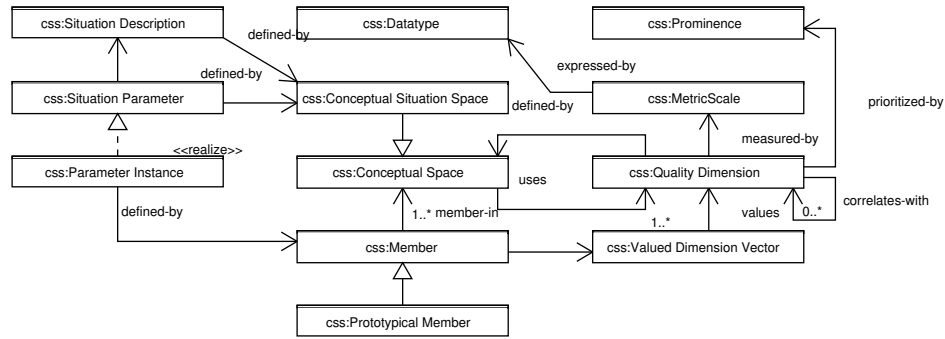 css:Situation Description
css:Datatype
css:Prominence
defined-by
expressed-by
defined-by
css:Situation Parameter
css:Conceptual Situation Space
defined-by
css:MetricScale
prioritized-by
measured-by
<<realize>>
css:Parameter Instance
css:Conceptual Space
uses
css:Quality Dimension
correlates-with
defined-by
1..* member-in
1..*
values
0..*
css:Member
css:Valued Dimension Vector
css:Prototypical Member